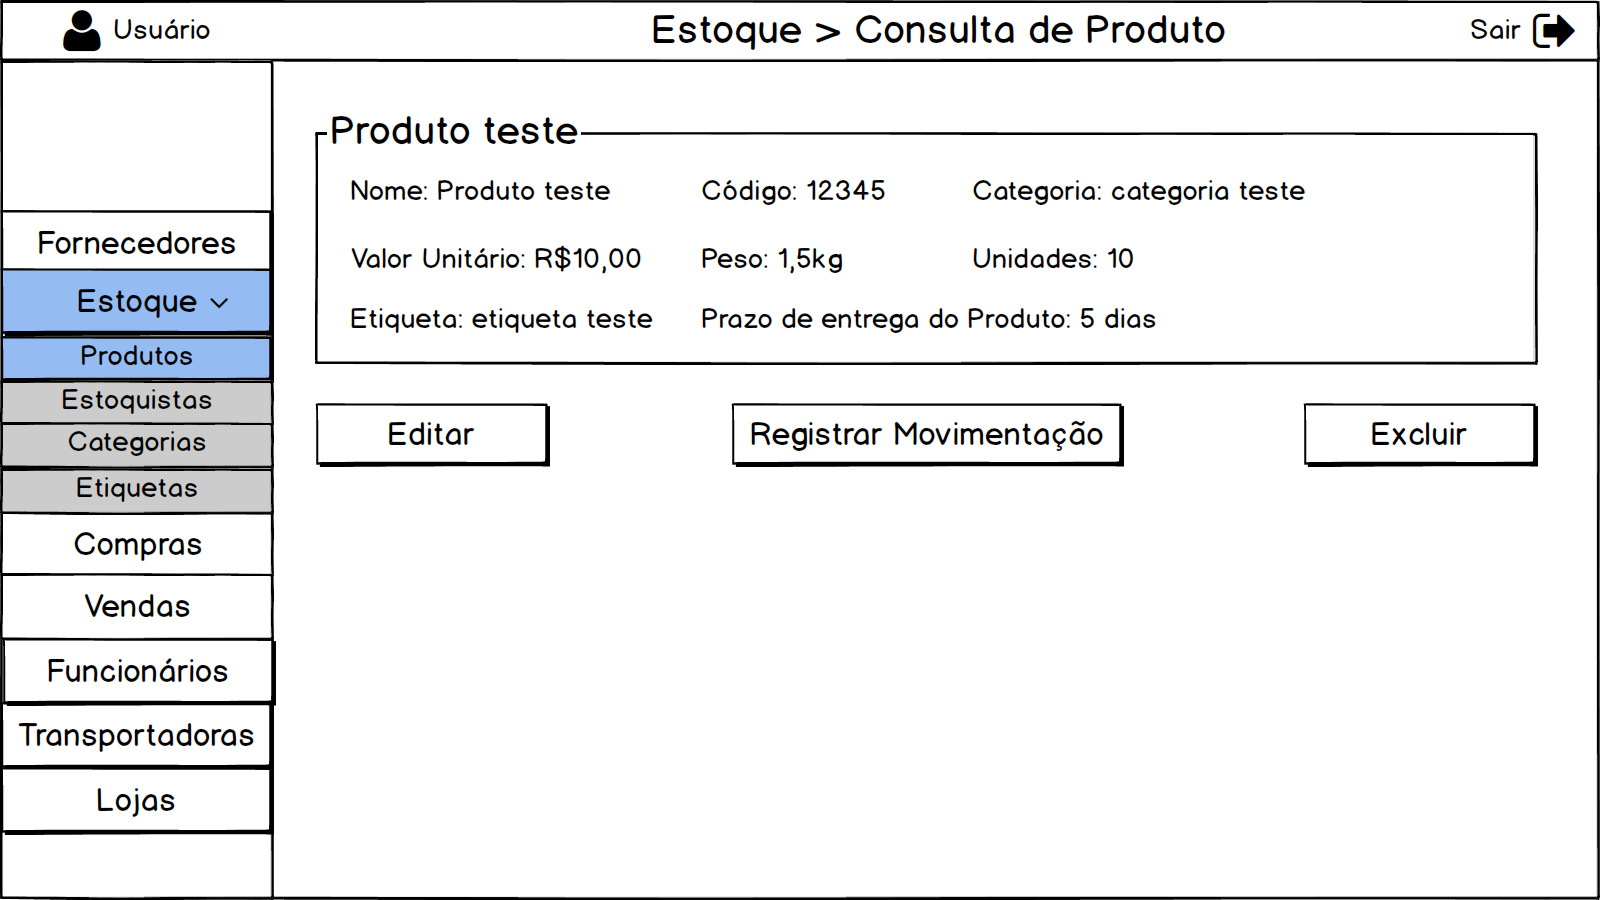 Usuário
Estoque > Consulta de Produto
Sair
Fornecedores
Estoque
Produtos
Estoquistas
Categorias
Etiquetas
Compras
Vendas
Funcionários
Transportadoras
Lojas
Produto teste
Nome: Produto teste
Código: 12345
Categoria: categoria teste
Valor Unitário: R$10,00
Peso: 1,5kg
Unidades: 10
Etiqueta: etiqueta teste
Prazo de entrega do Produto: 5 dias
Editar
Registrar Movimentação
Excluir